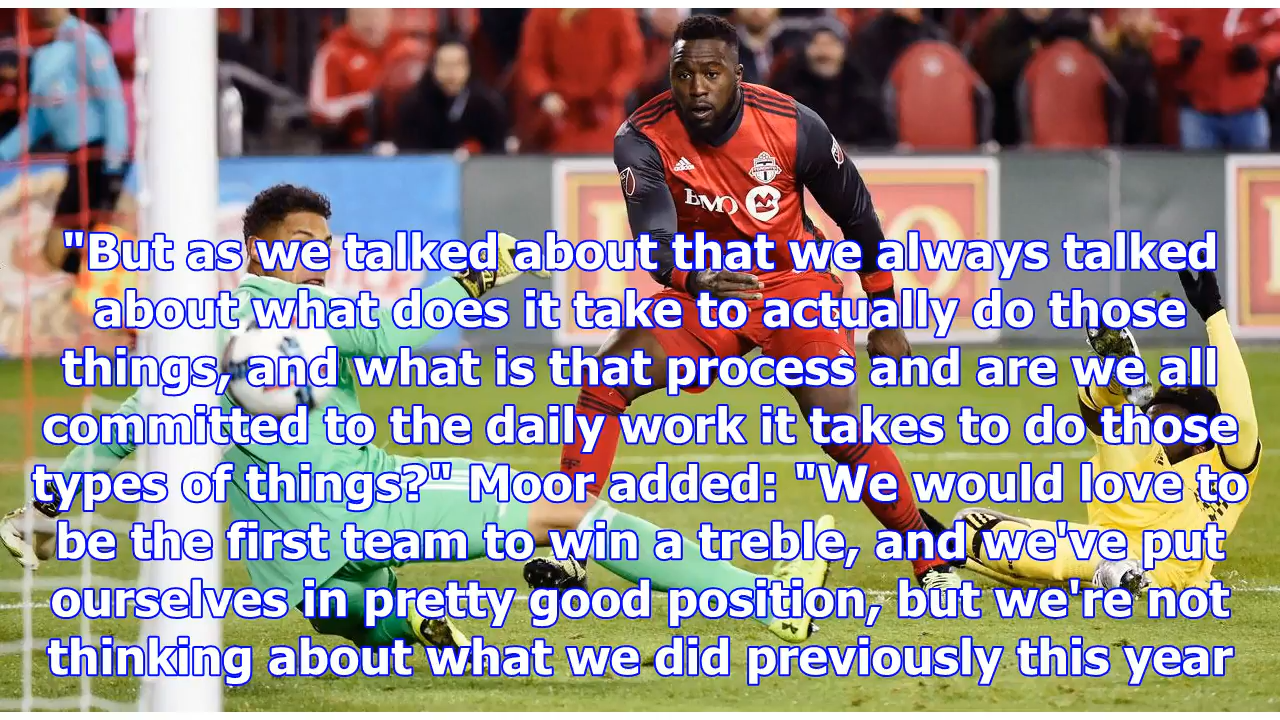 BMO
"But as we talked about that we always talked
about what does it take to actually do those
things, and what is that process and are we all
committed to the daily work it takes to do those
types of things?" Moor added: "We would love to
be the first team to win a treble, and we've put
ourselves in pretty good position, but we're not
thinking about what we did previously this year